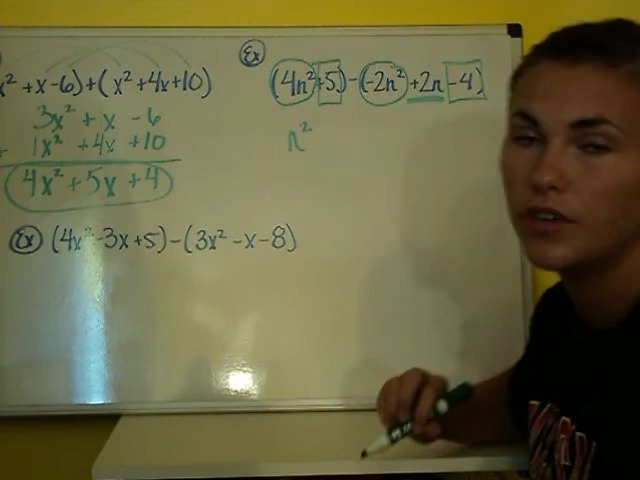 x² + x - 6) + (x² + 4x + 10)
3x² + x - 6
+ 1x² + 4x + 10
4x² + 5x + 4
Ex (4x² - 3x + 5) - (3x² - x - 8)
Ex
(4n² + 5) - (-2n² + 2n - 4)
n²